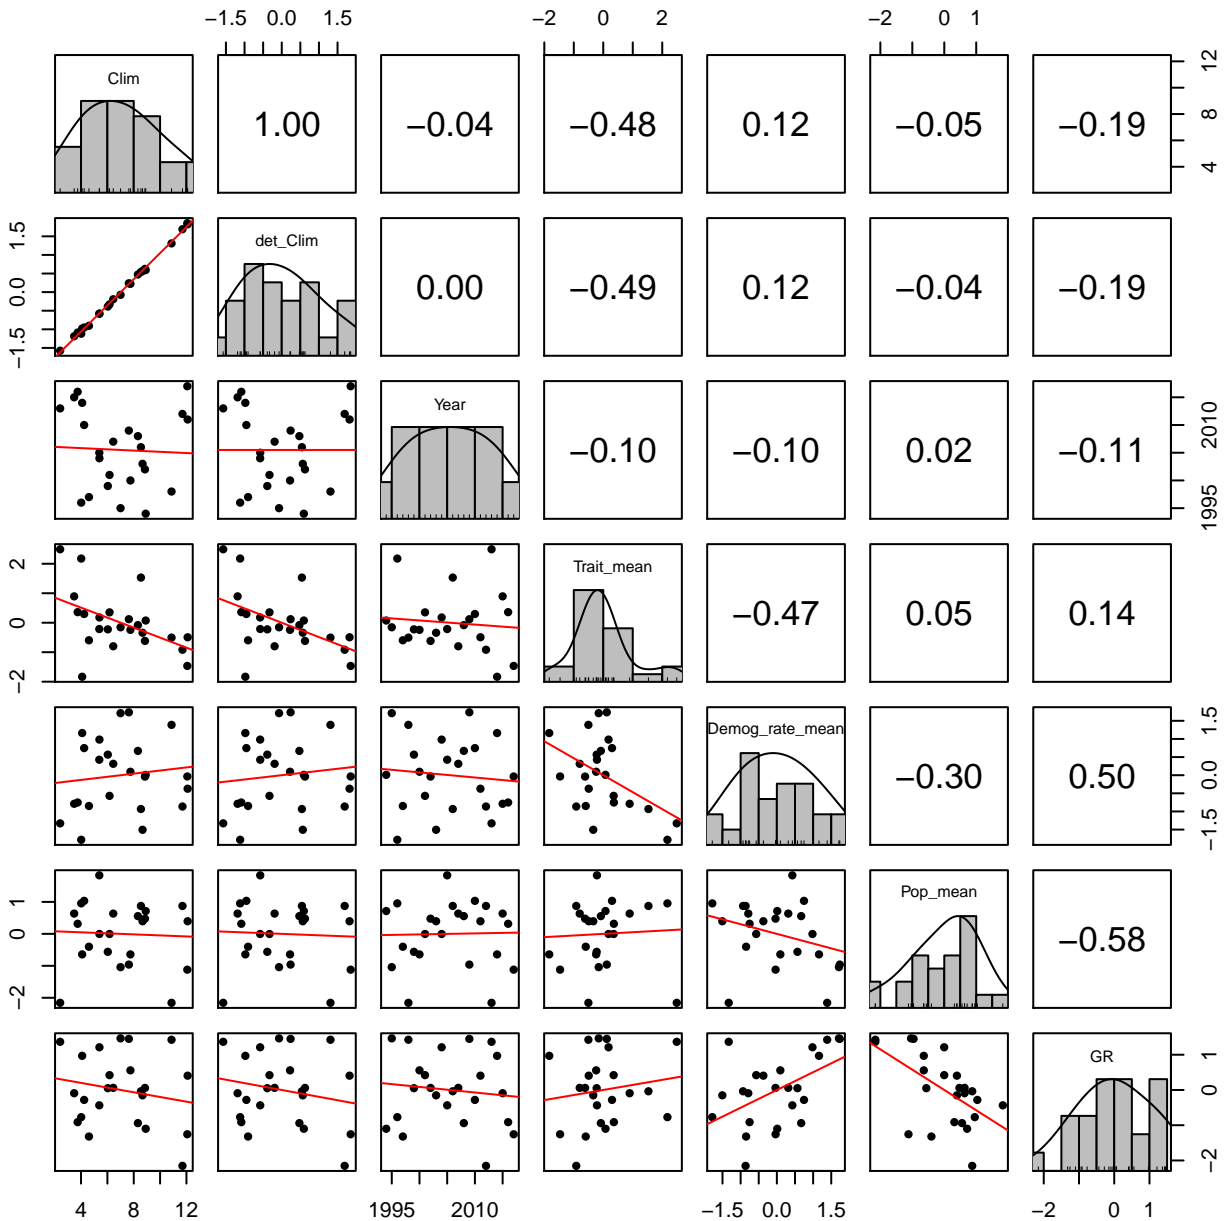 −1.5 0.0 1.5 −2 0 2 −2 0 1
Clim 1.00 −0.04 −0.48 0.12 −0.05 −0.19 4 8 12
−1.5 0.0 1.5 det_Clim 0.00 −0.49 0.12 −0.04 −0.19
Year −0.10 −0.10 0.02 −0.11 1995 2010
−2 0 2 Trait_mean −0.47 0.05 0.14
Demog_rate_mean −0.30 0.50 −1.5 0.0 1.5
−2 0 1 Pop_mean −0.58
GR −2 0 1
4 8 12 1995 2010 −1.5 0.0 1.5 −2 0 1